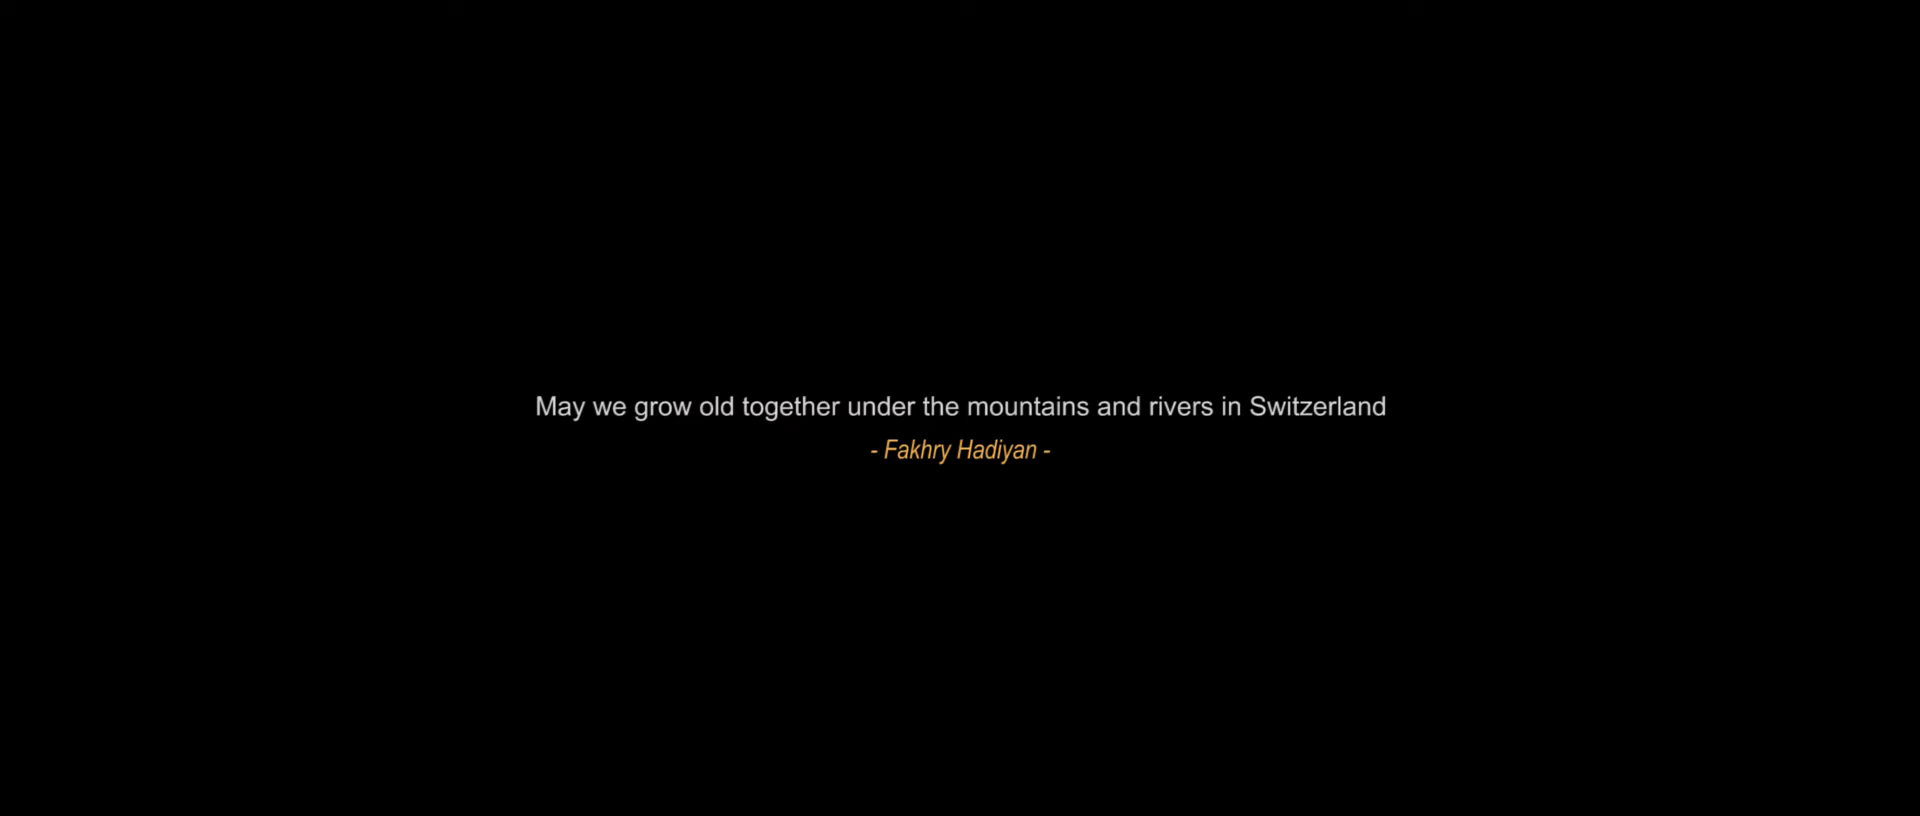 May we grow old together under the mountains and rivers in Switzerland
- Fakhry Hadiyan -